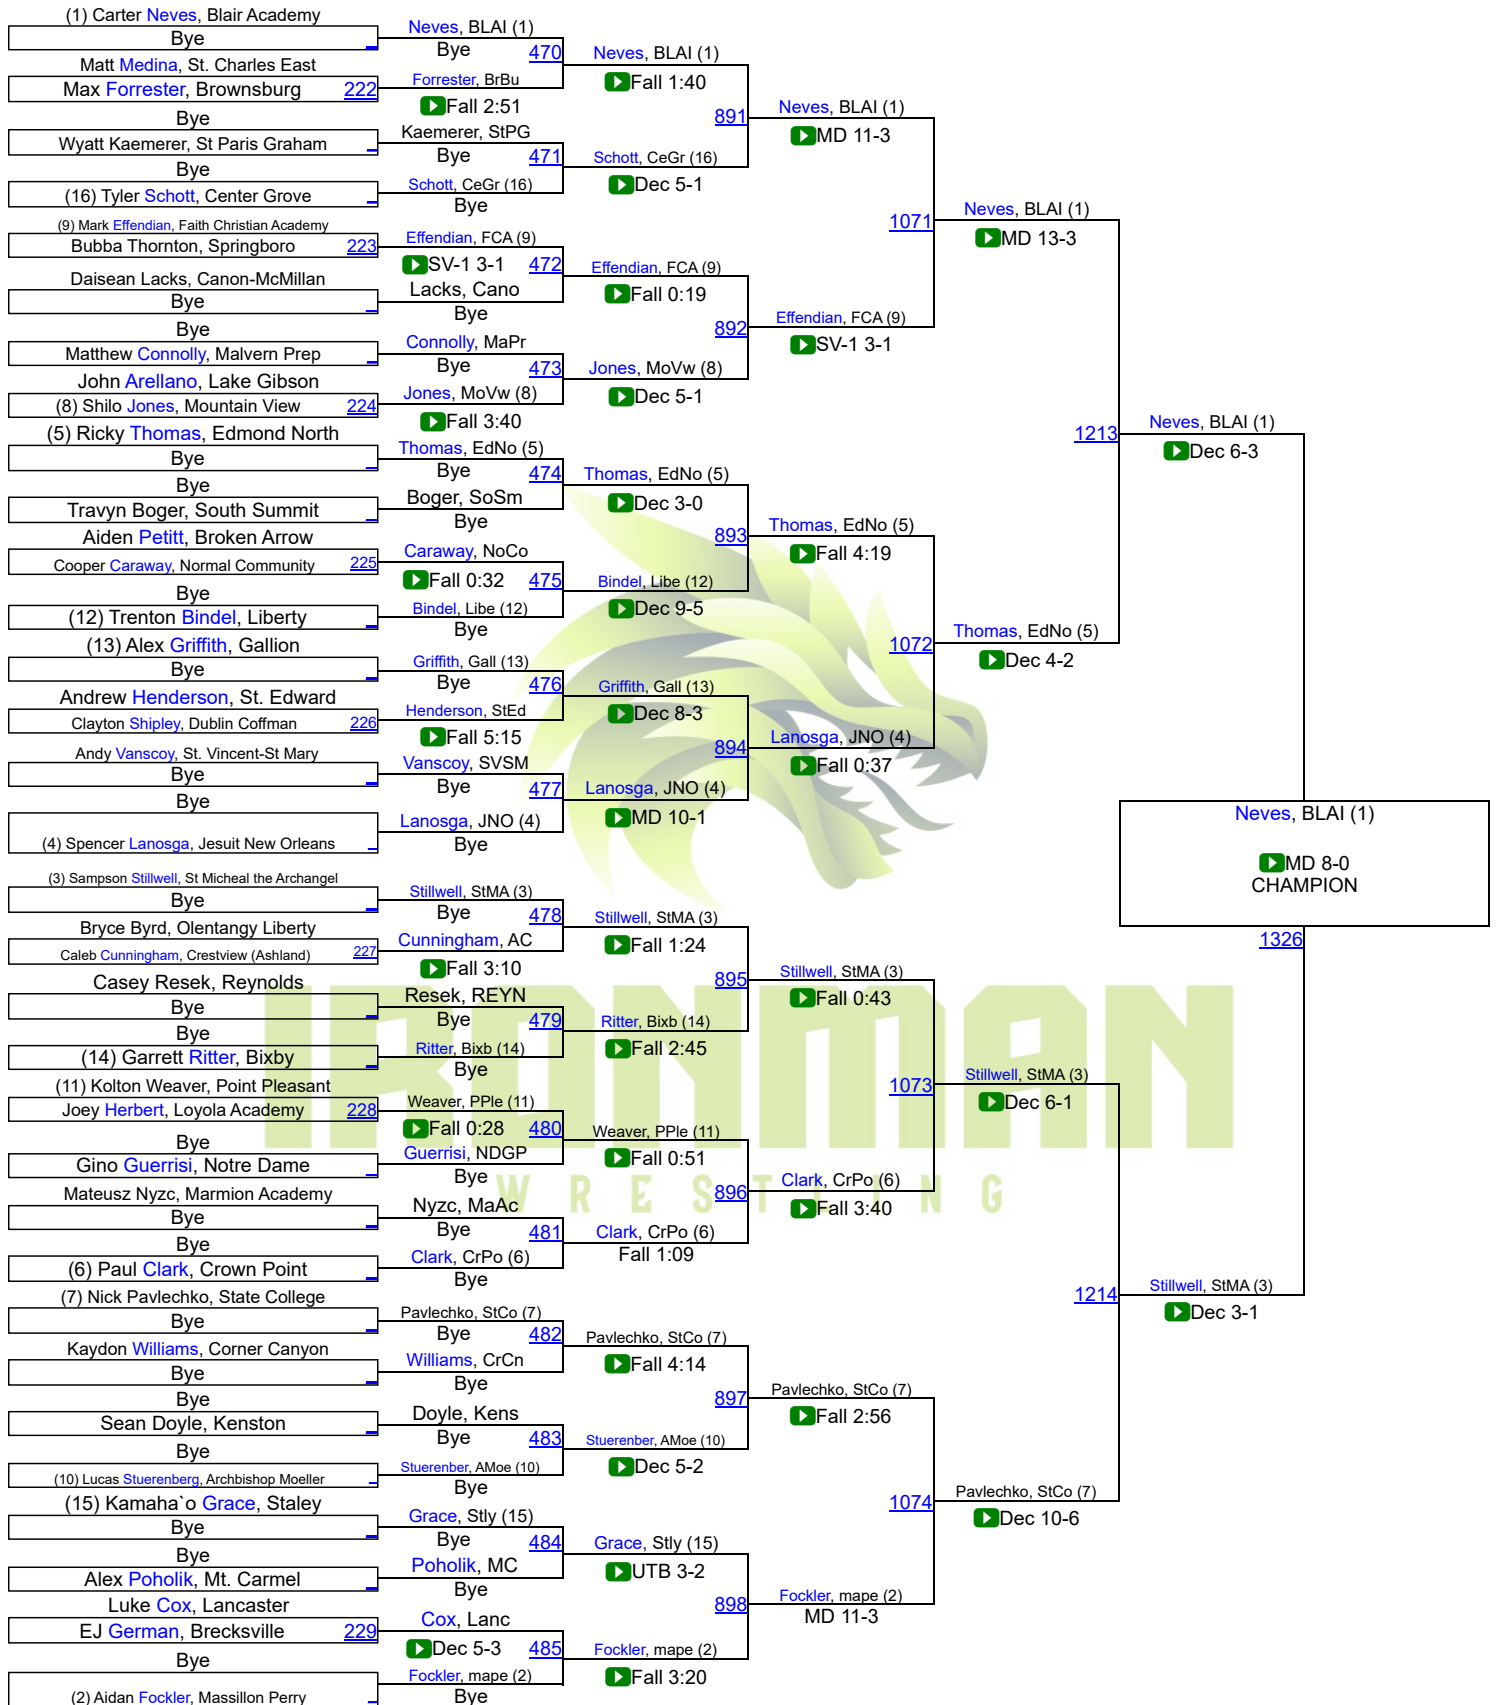 (1) Carter Neves, Blair Academy
Bye
Matt Medina, St. Charles East
Max Forrester, Brownsburg 222
Bye
Wyatt Kaemerer, St Paris Graham
Bye
(16) Tyler Schott, Center Grove
(9) Mark Effendian, Faith Christian Academy
Bubba Thornton, Springboro 223
Daisean Lacks, Canon-McMillan
Bye
Bye
Matthew Connolly, Malvern Prep
John Arellano, Lake Gibson
(8) Shilo Jones, Mountain View 224
(5) Ricky Thomas, Edmond North
Bye
Bye
Travyn Boger, South Summit
Aiden Petitt, Broken Arrow
Cooper Caraway, Normal Community 225
Bye
(12) Trenton Bindel, Liberty
(13) Alex Griffith, Gallion
Bye
Andrew Henderson, St. Edward
Clayton Shipley, Dublin Coffman 226
Andy Vanscoy, St. Vincent-St Mary
Bye
Bye
(4) Spencer Lanosga, Jesuit New Orleans
(3) Sampson Stillwell, St Micheal the Archangel
Bye
Bryce Byrd, Olentangy Liberty
Caleb Cunningham, Crestview (Ashland) 227
Casey Resek, Reynolds
Bye
Bye
(14) Garrett Ritter, Bixby
(11) Kolton Weaver, Point Pleasant
Joey Herbert, Loyola Academy 228
Bye
Gino Guerrisi, Notre Dame
Mateusz Nyzc, Marmion Academy
Bye
Bye
(6) Paul Clark, Crown Point
(7) Nick Pavlechko, State College
Bye
Kaydon Williams, Corner Canyon
Bye
Bye
Sean Doyle, Kenston
Bye
(10) Lucas Stuerenberg, Archbishop Moeller
(15) Kamaha`o Grace, Staley
Bye
Bye
Alex Poholik, Mt. Carmel
Luke Cox, Lancaster
EJ German, Brecksville 229
Bye
(2) Aidan Fockler, Massillon Perry
Neves, BLAI (1)
Bye 470
Forrester, BrBu
Fall 2:51
Kaemerer, StPG
Bye 471
Schott, CeGr (16)
Bye
Effendian, FCA (9)
SV-1 3-1 472
Lacks, Cano
Bye
Connolly, MaPr
Bye 473
Jones, MoVw (8)
Fall 3:40
Thomas, EdNo (5)
Bye 474
Boger, SoSm
Bye
Caraway, NoCo
Fall 0:32 475
Bindel, Libe (12)
Bye
Griffith, Gall (13)
Bye 476
Henderson, StEd
Fall 5:15
Vanscoy, SVSM
Bye 477
Lanosga, JNO (4)
Bye
Stillwell, StMA (3)
Bye 478
Cunningham, AC
Fall 3:10
Resek, REYN
Bye 479
Ritter, Bixb (14)
Bye
Weaver, PPle (11)
Fall 0:28 480
Guerrisi, NDGP
Bye
Nyzc, MaAc
Bye 481
Clark, CrPo (6)
Bye
Pavlechko, StCo (7)
Bye 482
Williams, CrCn
Bye
Doyle, Kens
Bye 483
Stuerenber, AMoe (10)
Bye
Grace, Stly (15)
Bye 484
Poholik, MC
Bye
Cox, Lanc
Dec 5-3 485
Fockler, mape (2)
Bye
Neves, BLAI (1)
Fall 1:40
891
Schott, CeGr (16)
Dec 5-1
Effendian, FCA (9)
Fall 0:19
892
Jones, MoVw (8)
Dec 5-1
Thomas, EdNo (5)
Dec 3-0
893
Bindel, Libe (12)
Dec 9-5
Griffith, Gall (13)
Dec 8-3
894
Lanosga, JNO (4)
MD 10-1
Stillwell, StMA (3)
Fall 1:24
895
Ritter, Bixb (14)
Fall 2:45
Weaver, PPle (11)
Fall 0:51
896
Clark, CrPo (6)
Fall 1:09
Pavlechko, StCo (7)
Fall 4:14
897
Stuerenber, AMoe (10)
Dec 5-2
Grace, Stly (15)
UTB 3-2
898
Fockler, mape (2)
Fall 3:20
Neves, BLAI (1)
MD 11-3
1071
Effendian, FCA (9)
SV-1 3-1
Thomas, EdNo (5)
Fall 4:19
1072
Lanosga, JNO (4)
Fall 0:37
Stillwell, StMA (3)
Fall 0:43
1073
Clark, CrPo (6)
Fall 3:40
Pavlechko, StCo (7)
Fall 2:56
1074
Fockler, mape (2)
MD 11-3
Neves, BLAI (1)
MD 13-3
1213
Thomas, EdNo (5)
Dec 4-2
Stillwell, StMA (3)
Dec 6-1
1214
Pavlechko, StCo (7)
Dec 10-6
Neves, BLAI (1)
Dec 6-3
Stillwell, StMA (3)
Dec 3-1
Neves, BLAI (1)
MD 8-0
CHAMPION
1326
IRONMAN
WRESTLING